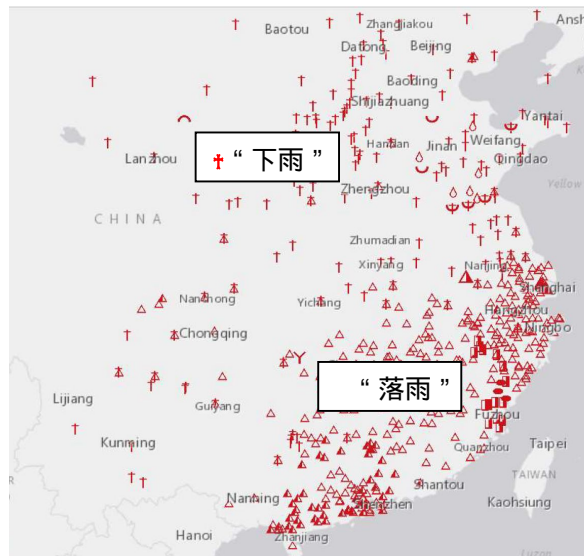 Baotou
Zhangjiakou
Ansh
Datong
Beijing
Baoding
Shijiazhuang
Yantai
Handan
Jinan
Weifang
Lanzhou
“ 下雨 ”
Qingdao
Zhengzhou
Yellow
CHINA
Zhumadian
Xinyang
Nanjing
Shanghai
Nanchong
Yichang
Hangzhou
Chongqing
Ningbo
“ 落雨 ”
Lijiang
Guiyang
Fuzhou
Kunming
Quanzhou
Taipei
TAIWAN
Shantou
Nanning
Shenzhen
Kaohsiung
Hanoi
Zhanjiang
Luzon